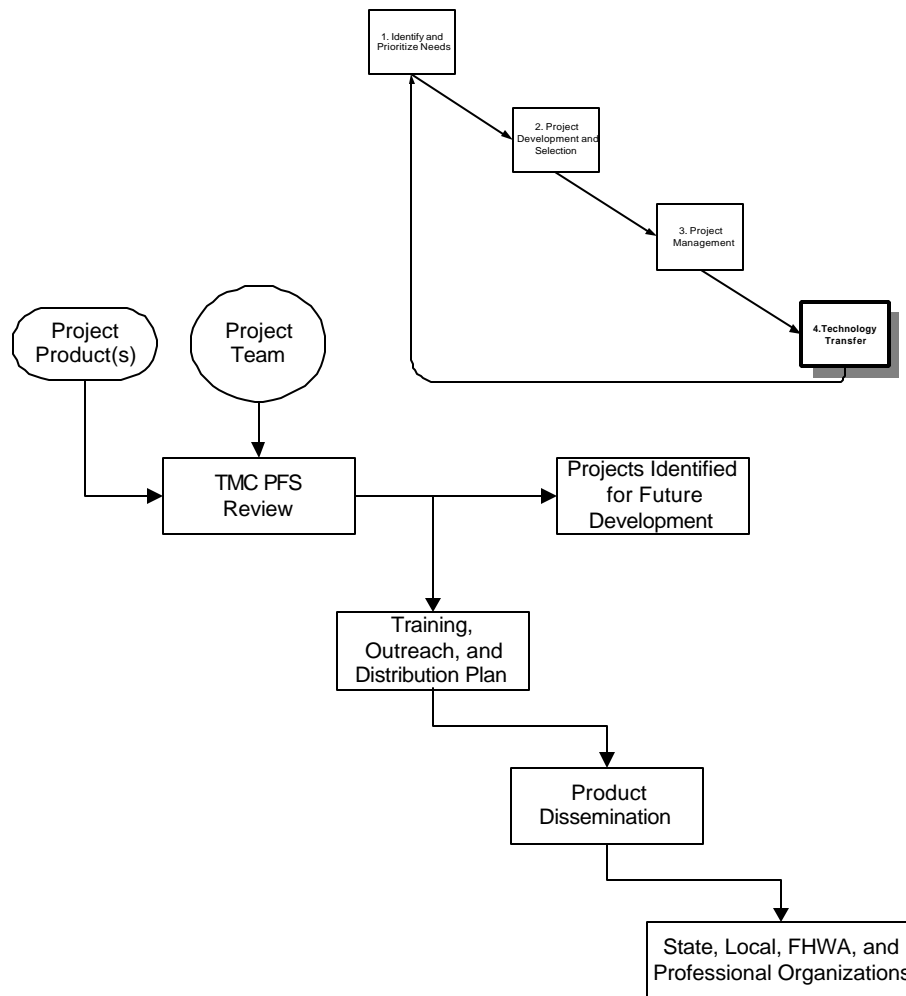 1. Identify and
Prioritize Needs
2. Project
Development and
Selection
3. Project
Management
4.Technology
Transfer
Project
Product(s)
Project
Team
TMC PFS
Review
Projects Identified
for Future
Development
Training,
Outreach, and
Distribution Plan
Product
Dissemination
State, Local, FHWA, and
Professional Organizations